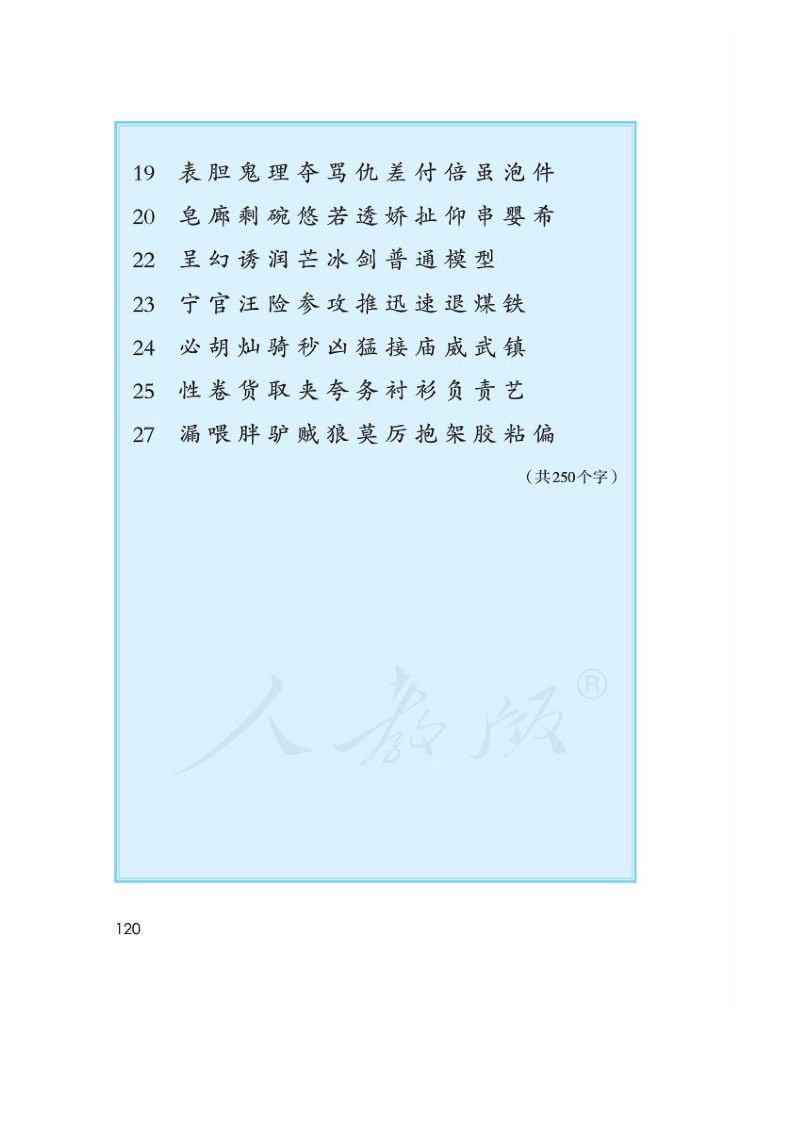 19 表胆鬼理夺骂仇差付倍虽泡件
20 皂廊剩碗悠若透娇扯仰串婴希
22 呈幻诱润芒冰剑普通模型
23 宁官汪险参攻推迅速退煤铁
24 必胡灿骑秒凶猛接庙威武镇
25 性卷货取夹夸务衬衫负责艺
27 漏喂胖驴贼狼莫厉抱架胶粘偏
（共250个字）
人教版®
120